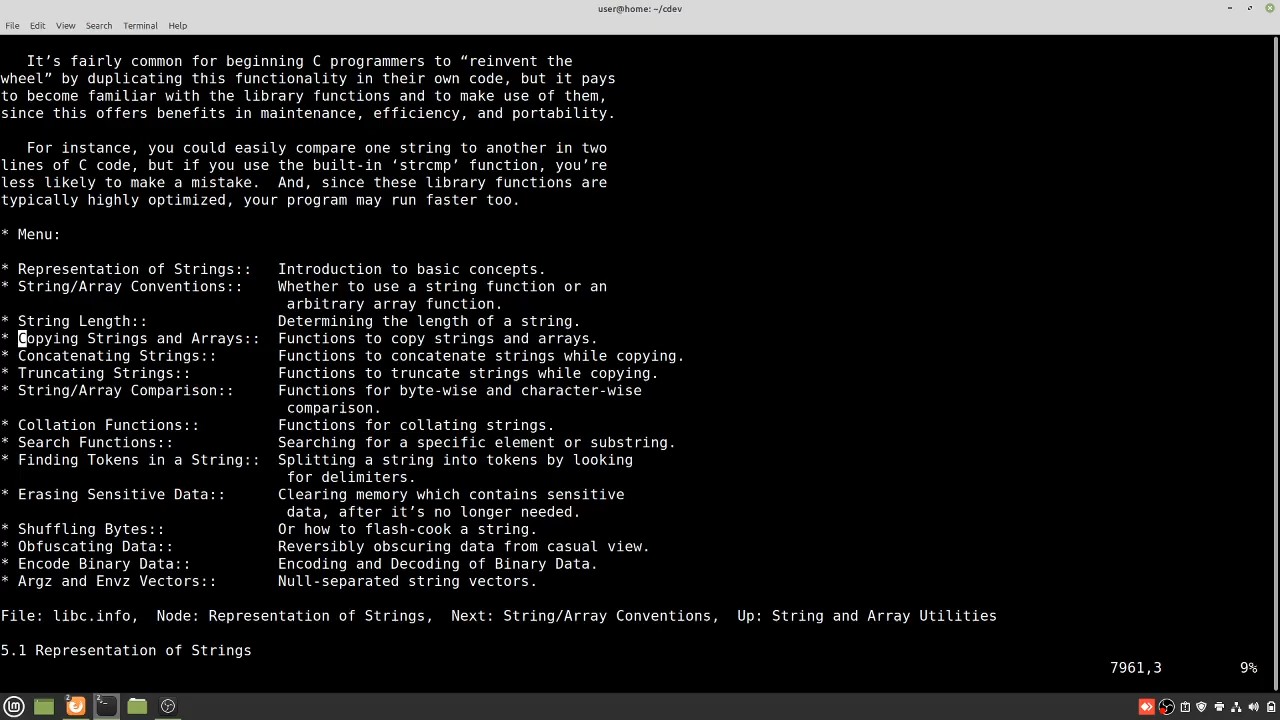 user@home: ~/cdev
File Edit View Search Terminal Help
It’s fairly common for beginning C programmers to “reinvent the
wheel” by duplicating this functionality in their own code, but it pays
to become familiar with the library functions and to make use of them,
since this offers benefits in maintenance, efficiency, and portability.
For instance, you could easily compare one string to another in two
lines of C code, but if you use the built-in ‘strcmp’ function, you’re
less likely to make a mistake.  And, since these library functions are
typically highly optimized, your program may run faster too.
* Menu:
* Representation of Strings::   Introduction to basic concepts.
* String/Array Conventions::    Whether to use a string function or an
arbitrary array function.
* String Length::               Determining the length of a string.
* Copying Strings and Arrays::  Functions to copy strings and arrays.
* Concatenating Strings::       Functions to concatenate strings while copying.
* Truncating Strings::          Functions to truncate strings while copying.
* String/Array Comparison::     Functions for byte-wise and character-wise
comparison.
* Collation Functions::         Functions for collating strings.
* Search Functions::            Searching for a specific element or substring.
* Finding Tokens in a String::  Splitting a string into tokens by looking
for delimiters.
* Erasing Sensitive Data::      Clearing memory which contains sensitive
data, after it’s no longer needed.
* Shuffling Bytes::             Or how to flash-cook a string.
* Obfuscating Data::            Reversibly obscuring data from casual view.
* Encode Binary Data::          Encoding and Decoding of Binary Data.
* Argz and Envz Vectors::       Null-separated string vectors.
File: libc.info,  Node: Representation of Strings,  Next: String/Array Conventions,  Up: String and Array Utilities
5.1 Representation of Strings
7961,3 9%
2 2